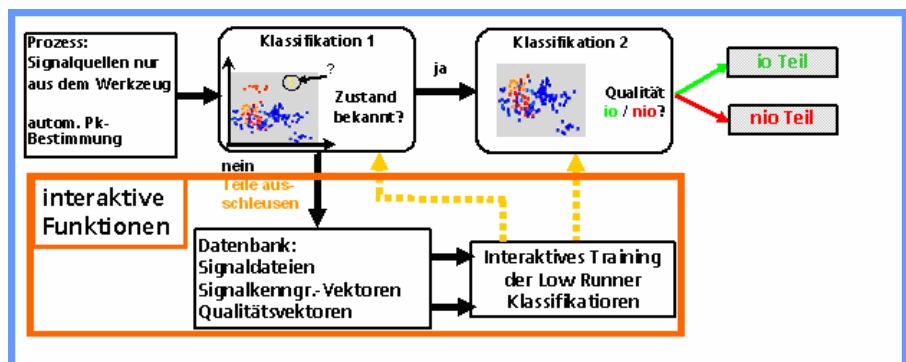 Prozess:
Signalquellen nur
aus dem Werkzeug
autom. Pk-
Bestimmung
Klassifikation 1
?
Zustand
bekannt?
ja
Klassifikation 2
Qualität
io / nio?
io Teil
nio Teil
nein
Teile aus-
schleusen
interaktive
Funktionen
Datenbank:
Signaldateien
Signalkenngr.-Vektoren
Qualitätsvektoren
Interaktives Training
der Low Runner
Klassifikatioren